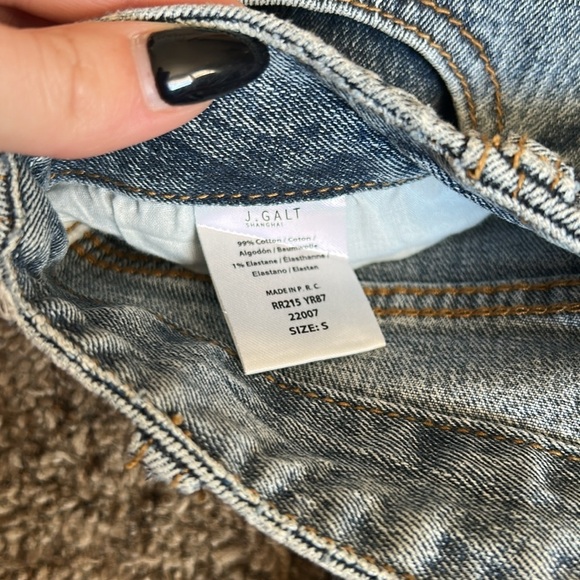 J.GALT
SHANGHAI
99% Cotton / Coton /
Algodón / Baumwolle
1% Elastane / Élasthanne /
Elastano / Elastan
MADE IN P. R. C.
RR215 YR87
22007
SIZE: S